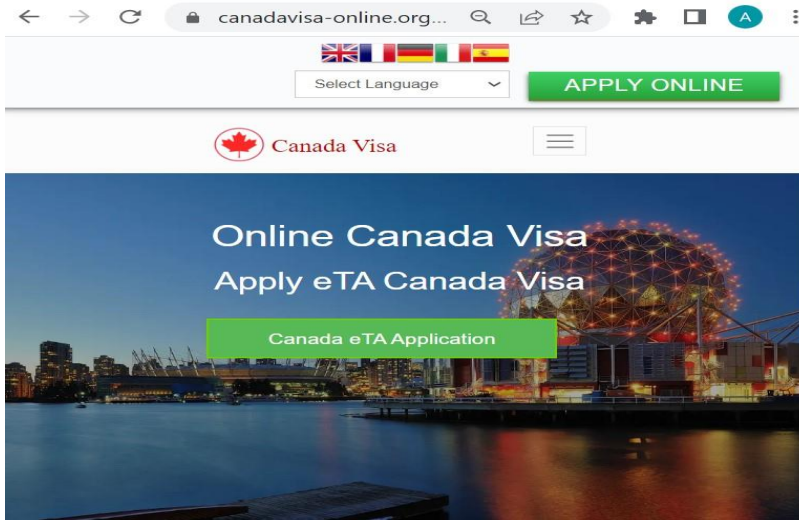 canadavisa-online.org...
A
Select Language
APPLY ONLINE
Canada Visa
Online Canada Visa
Apply eTA Canada Visa
Canada eTA Application